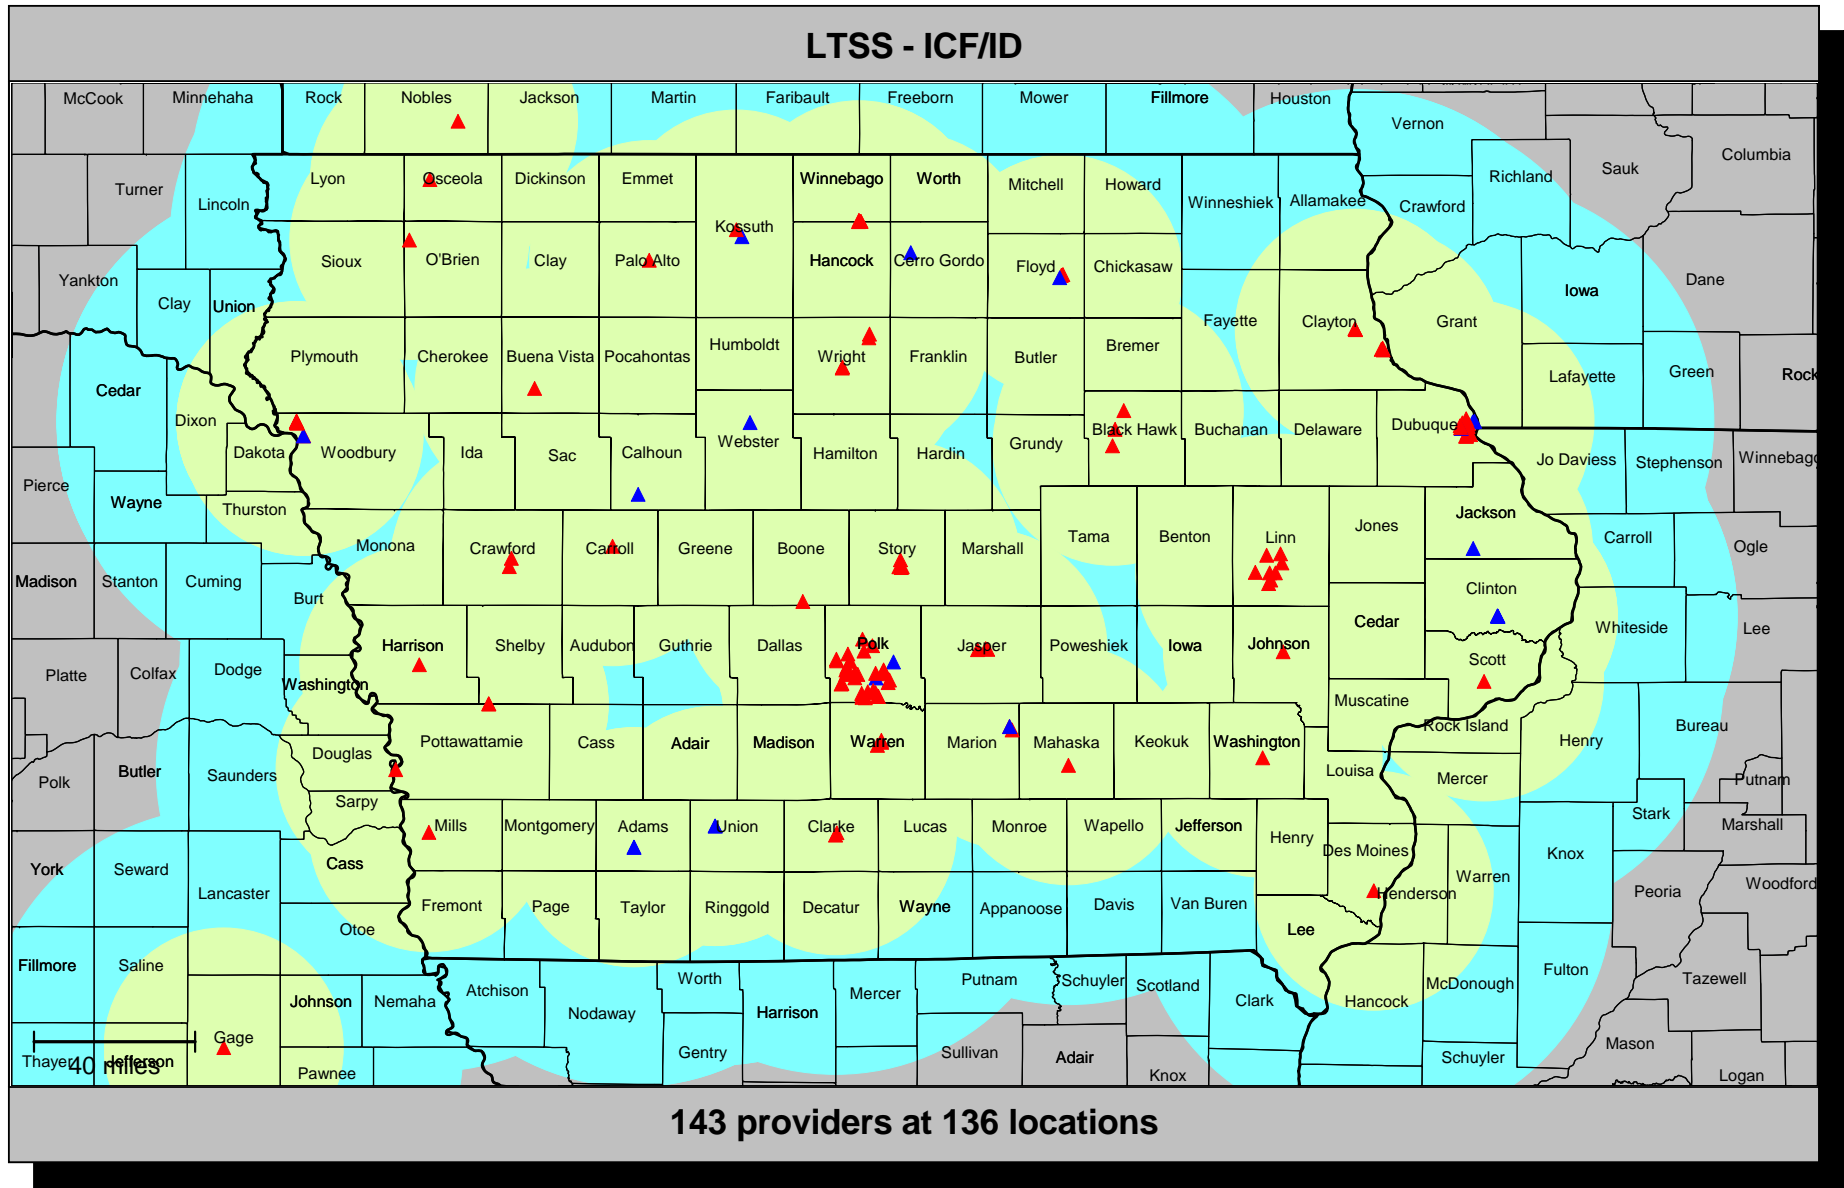 LTSS - ICF/ID
McCook Minnehaha Rock Nobles Jackson Martin Faribault Freeborn Mower Fillmore Houston
Vernon Columbia
Turner Lincoln Lyon Osceola Dickinson Emmet Winnebago Worth Mitchell Howard Winneshiek Allamakee Crawford Richland Sauk
Kossuth
Yankton Clay Union Sioux O'Brien Clay Palo Alto Hancock Cerro Gordo Floyd Chickasaw Iowa Dane
Cedar Plymouth Cherokee Buena Vista Pocahontas Humboldt Wright Franklin Butler Bremer Fayette Clayton Grant Lafayette Green Rock
Dixon Dakota Woodbury Ida Sac Calhoun Webster Hamilton Hardin Grundy Black Hawk Buchanan Delaware Dubuque Jo Daviess Stephenson Winnebago
Pierce Wayne Thurston
Madison Stanton Cuming Burt Monona Crawford Carroll Greene Boone Story Marshall Tama Benton Linn Jones Jackson Carroll Ogle
Clinton
Platte Colfax Dodge Washington Harrison Shelby Audubon Guthrie Dallas Polk Jasper Poweshiek Iowa Johnson Cedar Scott Whiteside Lee
Muscatine Rock Island Bureau
Polk Butler Saunders Douglas Pottawattamie Cass Adair Madison Warren Marion Mahaska Keokuk Washington Louisa Mercer Henry Putnam
Sarpy
York Seward Lancaster Cass Mills Montgomery Adams Union Clarke Lucas Monroe Wapello Jefferson Henry Des Moines Warren Knox Stark Marshall
Henderson Peoria Woodford
Otoe Fremont Page Taylor Ringgold Decatur Wayne Appanoose Davis Van Buren Lee
Fillmore Saline Johnson Nemaha Atchison Nodaway Worth Harrison Mercer Putnam Schuyler Scotland Clark Hancock McDonough Fulton Tazewell
Thayer Jefferson Gage Pawnee Gentry Sullivan Adair Knox Schuyler Mason Logan
40 miles
143 providers at 136 locations